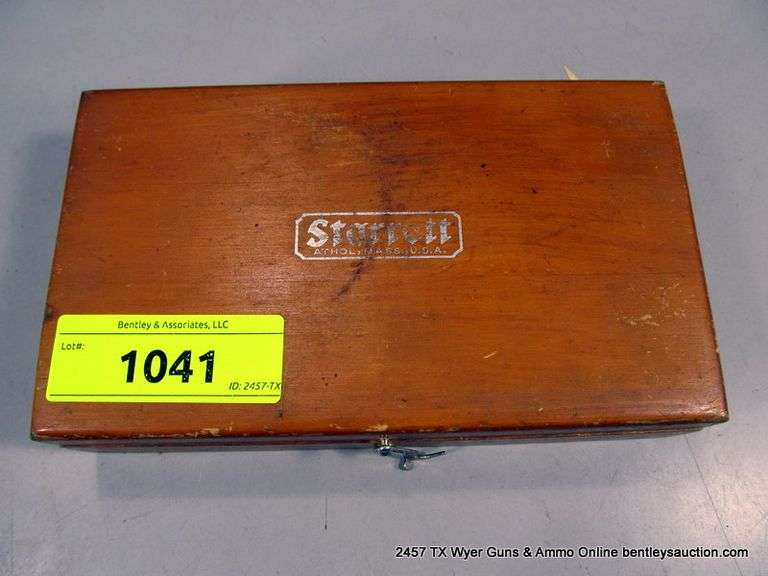 Starrett
ATHOL, MASS. U.S.A.
Bentley & Associates, LLC
Lot#:
1041
ID: 2457-TX
2457 TX Wyer Guns & Ammo Online bentleysauction.com